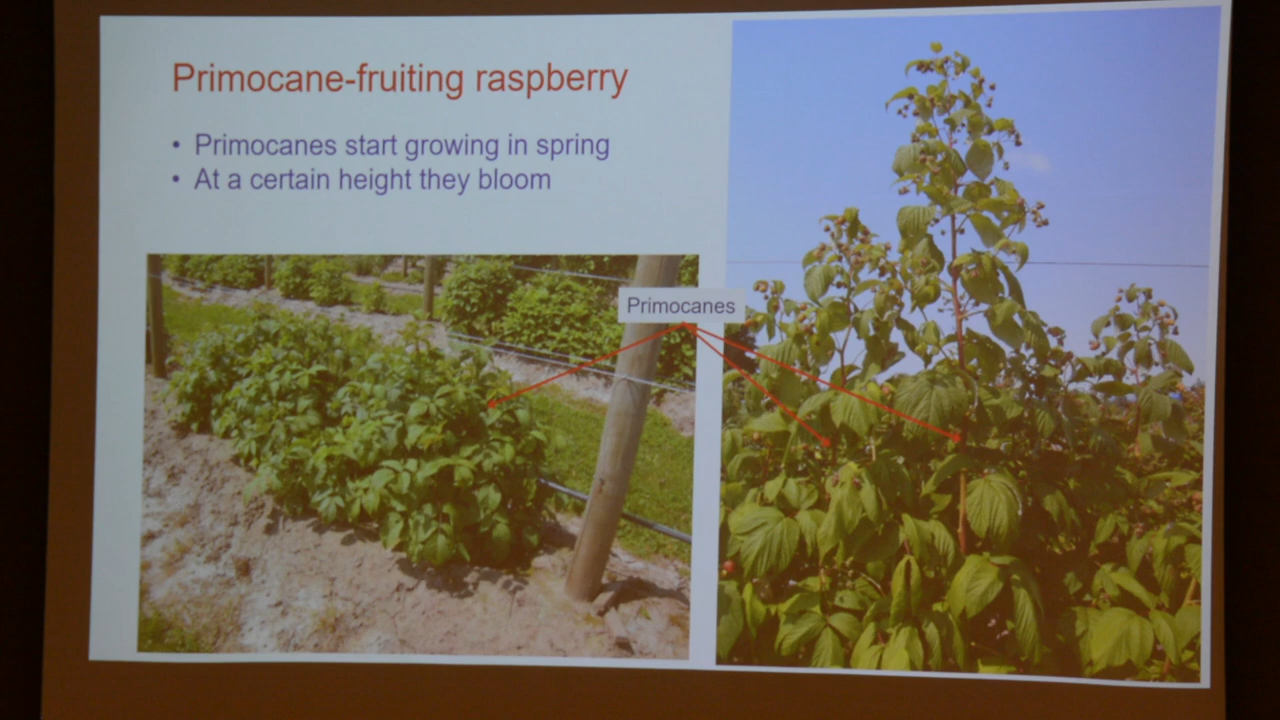 Primocane-fruiting raspberry
• Primocanes start growing in spring
• At a certain height they bloom
Primocanes